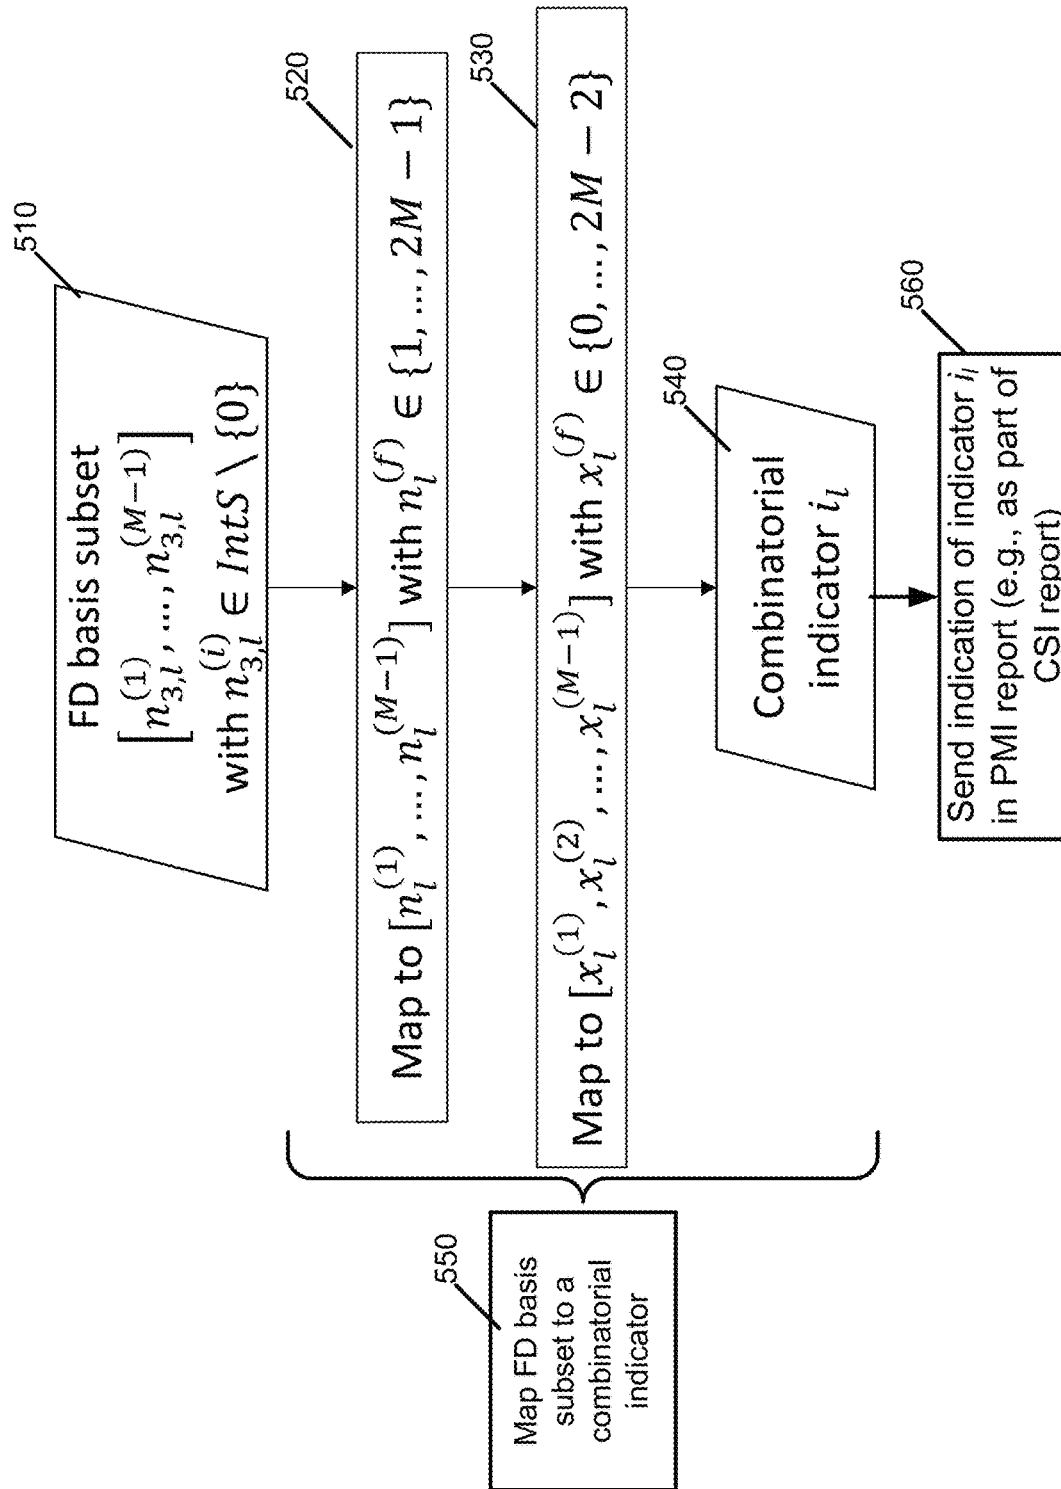 510
FD basis subset
[n_{3,l}^{(1)}, ..., n_{3,l}^{(M−1)}]
with n_{3,l}^{(i)} ∈ IntS \ {0}
520
Map to [n_l^{(1)}, ..., n_l^{(M−1)}] with n_l^{(f)} ∈ {1, ..., 2M − 1}
530
Map to [x_l^{(1)}, x_l^{(2)}, ..., x_l^{(M−1)}] with x_l^{(f)} ∈ {0, ..., 2M − 2}
540
Combinatorial
indicator i_l
550
Map FD basis
subset to a
combinatorial
indicator
560
Send indication of indicator i_l
in PMI report (e.g., as part of
CSI report)